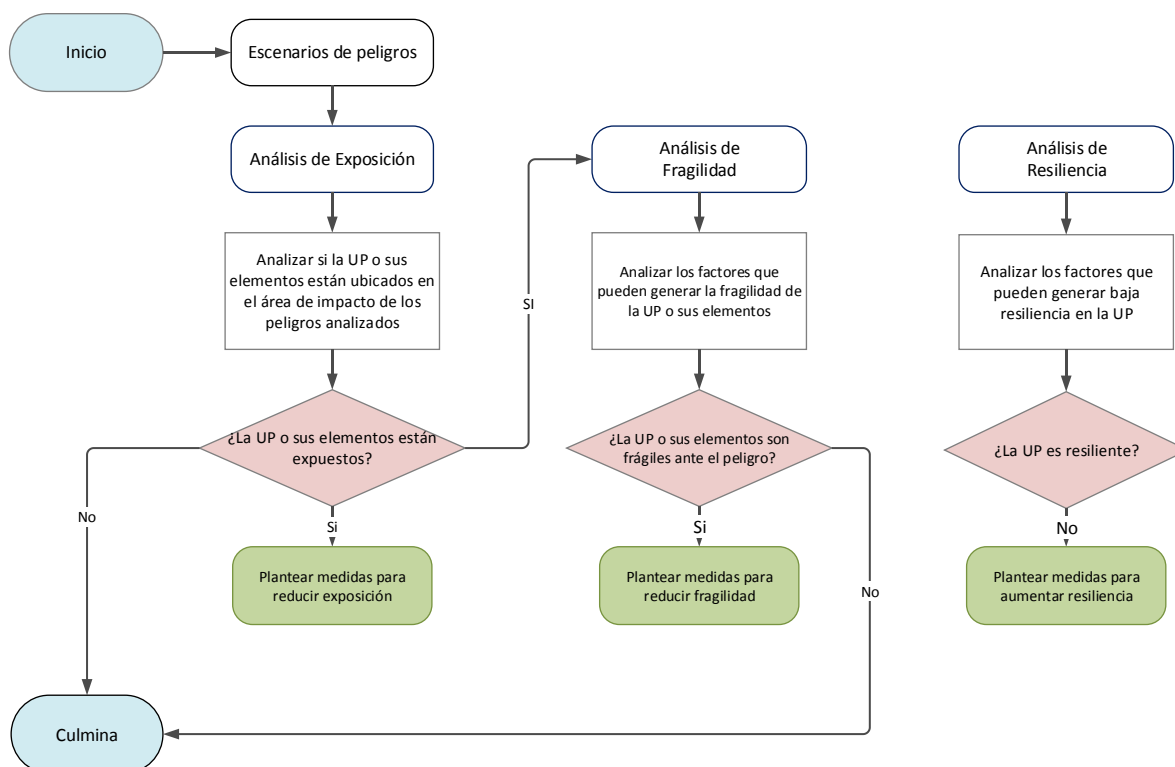 Inicio
Escenarios de peligros
Análisis de Exposición
Analizar si la UP o sus
elementos están ubicados en
el área de impacto de los
peligros analizados
¿La UP o sus elementos están
expuestos?
No
Si
SI
Plantear medidas para
reducir exposición
Análisis de
Fragilidad
Analizar los factores que
pueden generar la fragilidad de
la UP o sus elementos
¿La UP o sus elementos son
frágiles ante el peligro?
Si
No
Plantear medidas para
reducir fragilidad
Análisis de
Resiliencia
Analizar los factores que
pueden generar baja
resiliencia en la UP
¿La UP es resiliente?
No
Plantear medidas para
aumentar resiliencia
Culmina